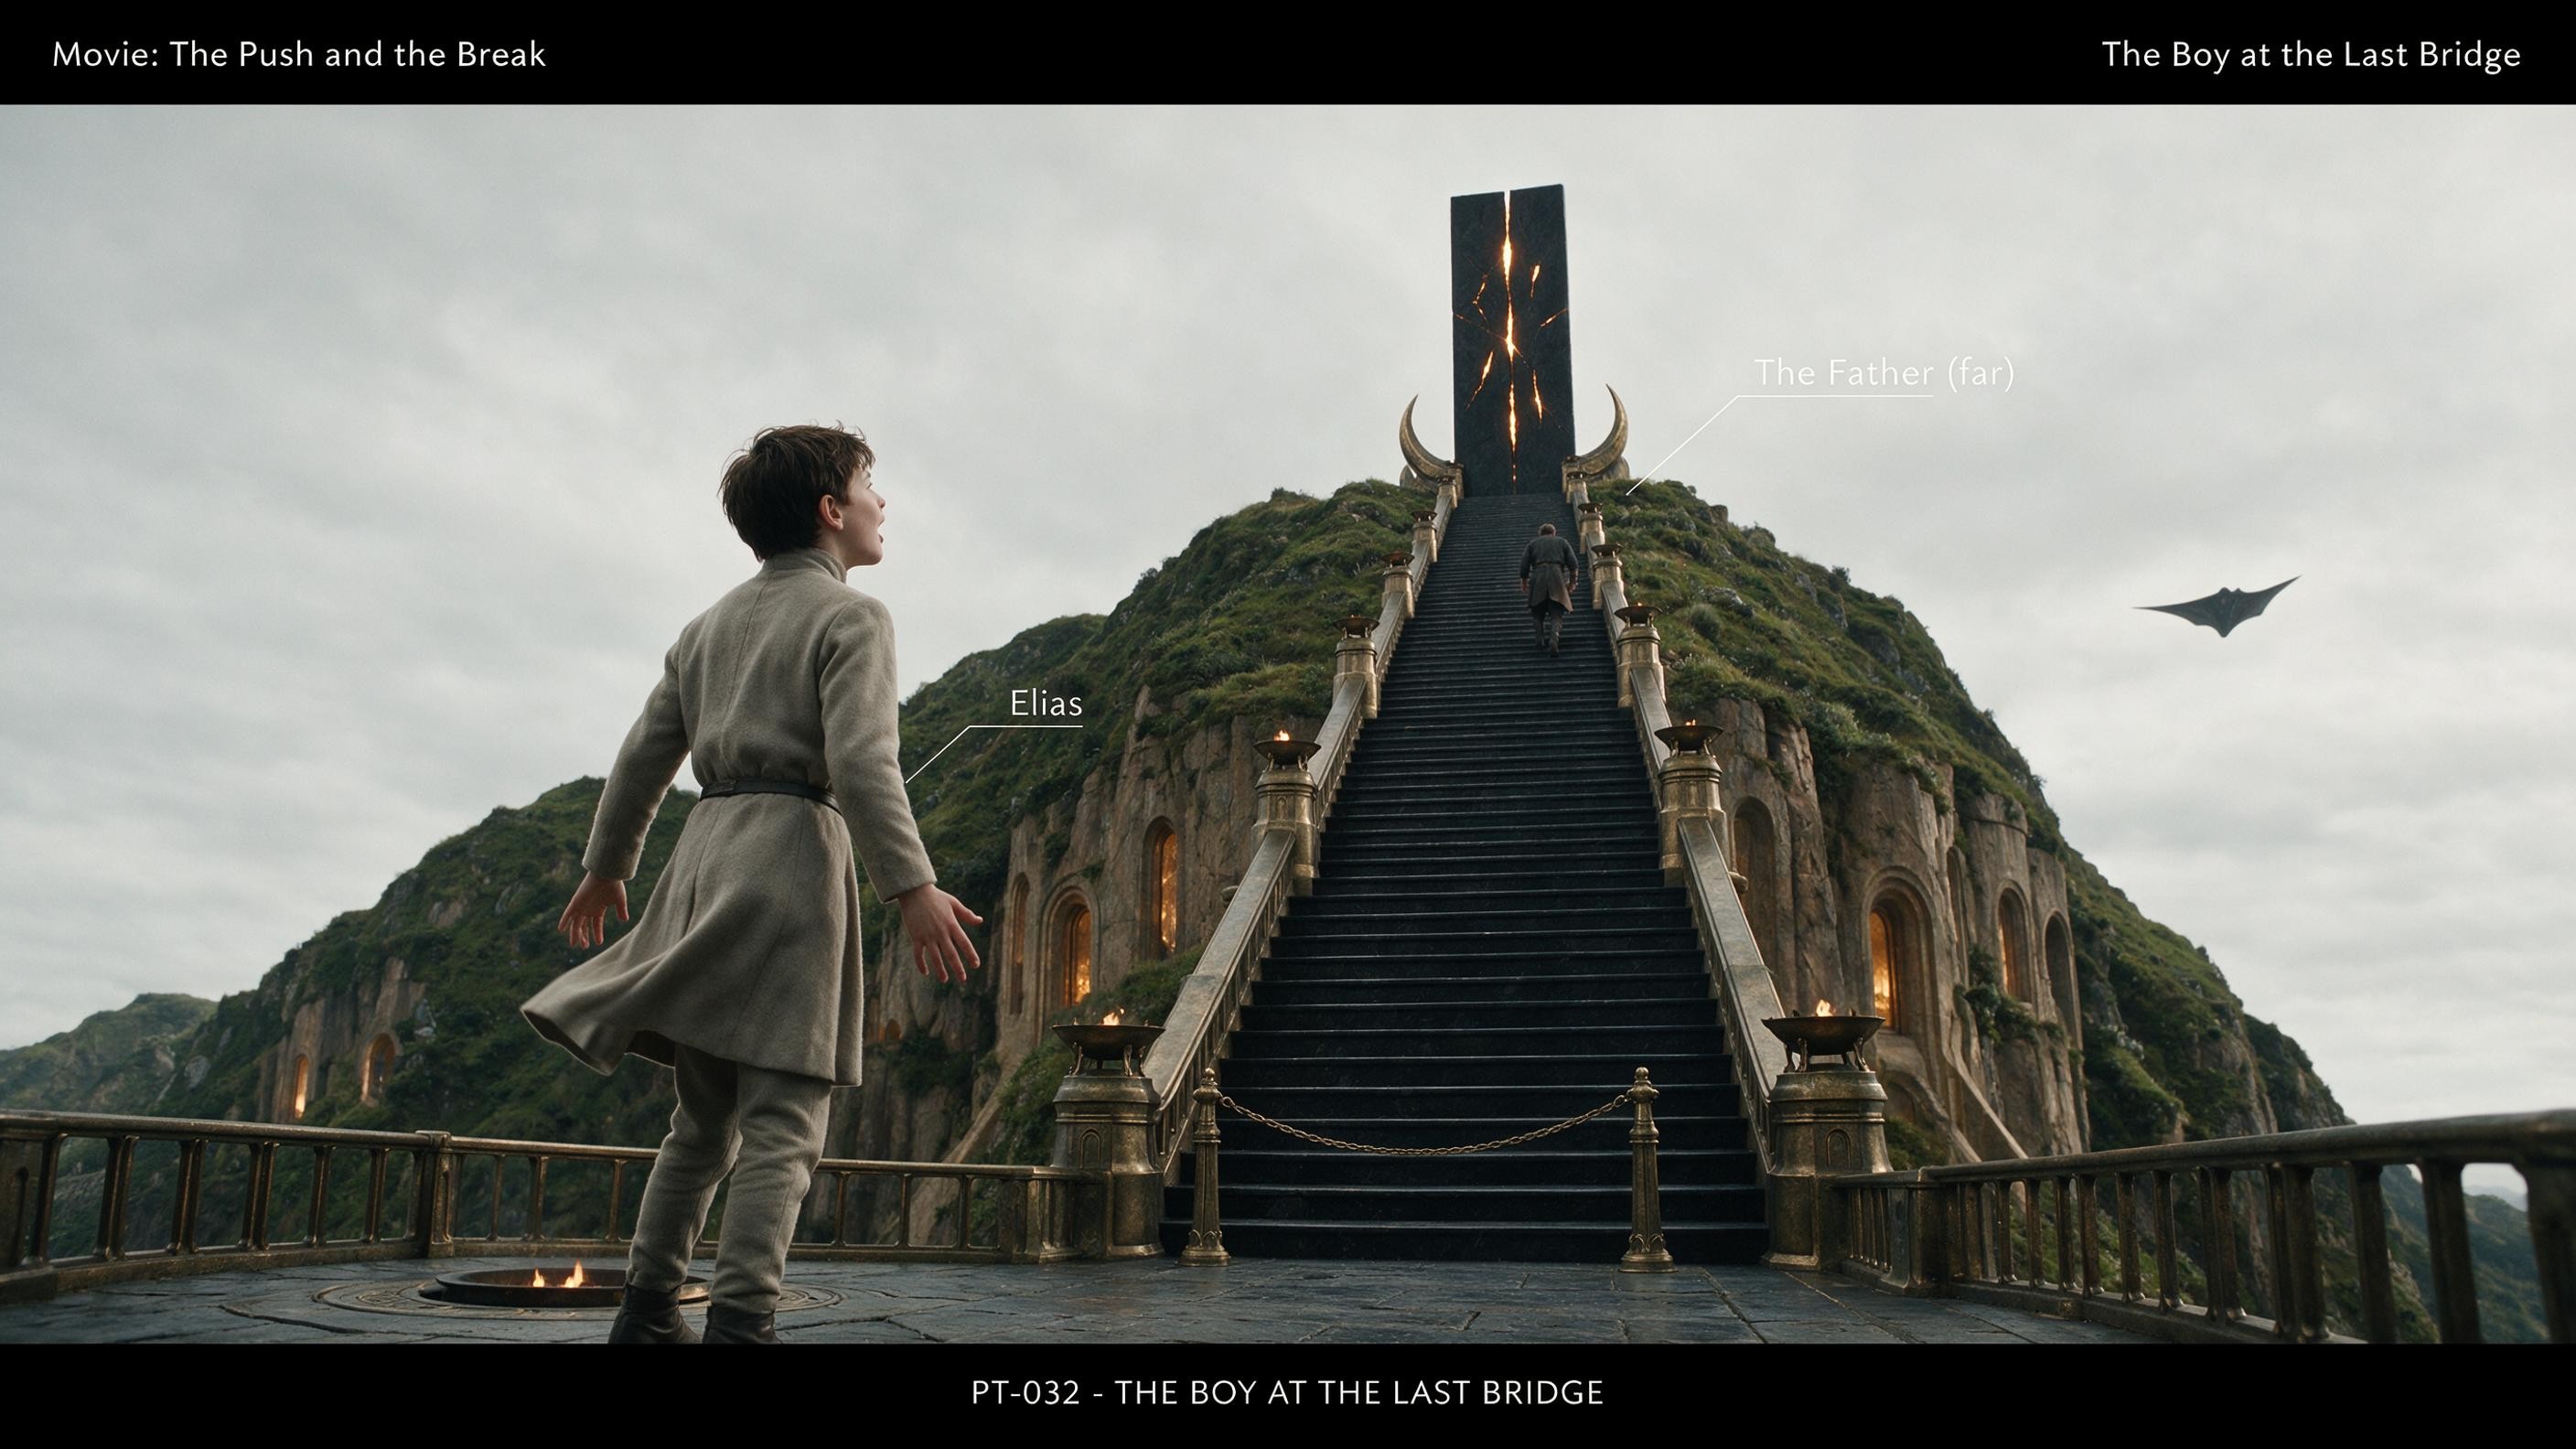 Movie: The Push and the Break
The Boy at the Last Bridge
The Father (far)
Elias
PT-032 - THE BOY AT THE LAST BRIDGE